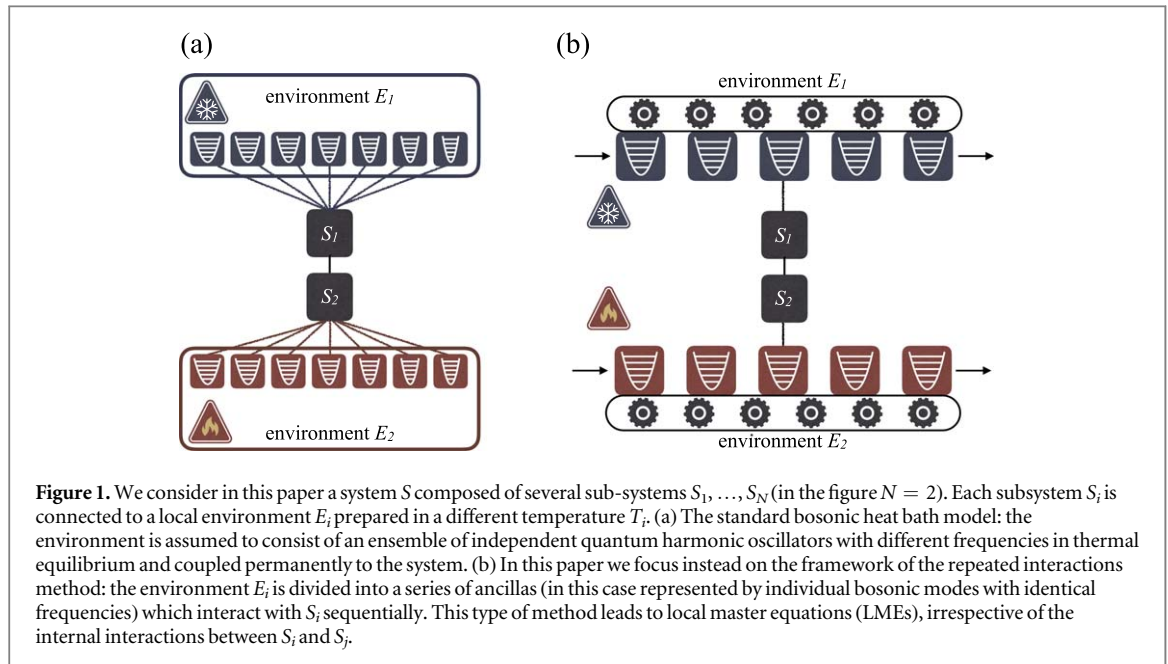 (a)
(b)
environment E1
environment E1
S1
S1
S2
S2
environment E2
environment E2
Figure 1. We consider in this paper a system S composed of several sub-systems S1, …, SN (in the figure N = 2). Each subsystem Si is
connected to a local environment Ei prepared in a different temperature Ti. (a) The standard bosonic heat bath model: the
environment is assumed to consist of an ensemble of independent quantum harmonic oscillators with different frequencies in thermal
equilibrium and coupled permanently to the system. (b) In this paper we focus instead on the framework of the repeated interactions
method: the environment Ei is divided into a series of ancillas (in this case represented by individual bosonic modes with identical
frequencies) which interact with Si sequentially. This type of method leads to local master equations (LMEs), irrespective of the
internal interactions between Si and Sj.